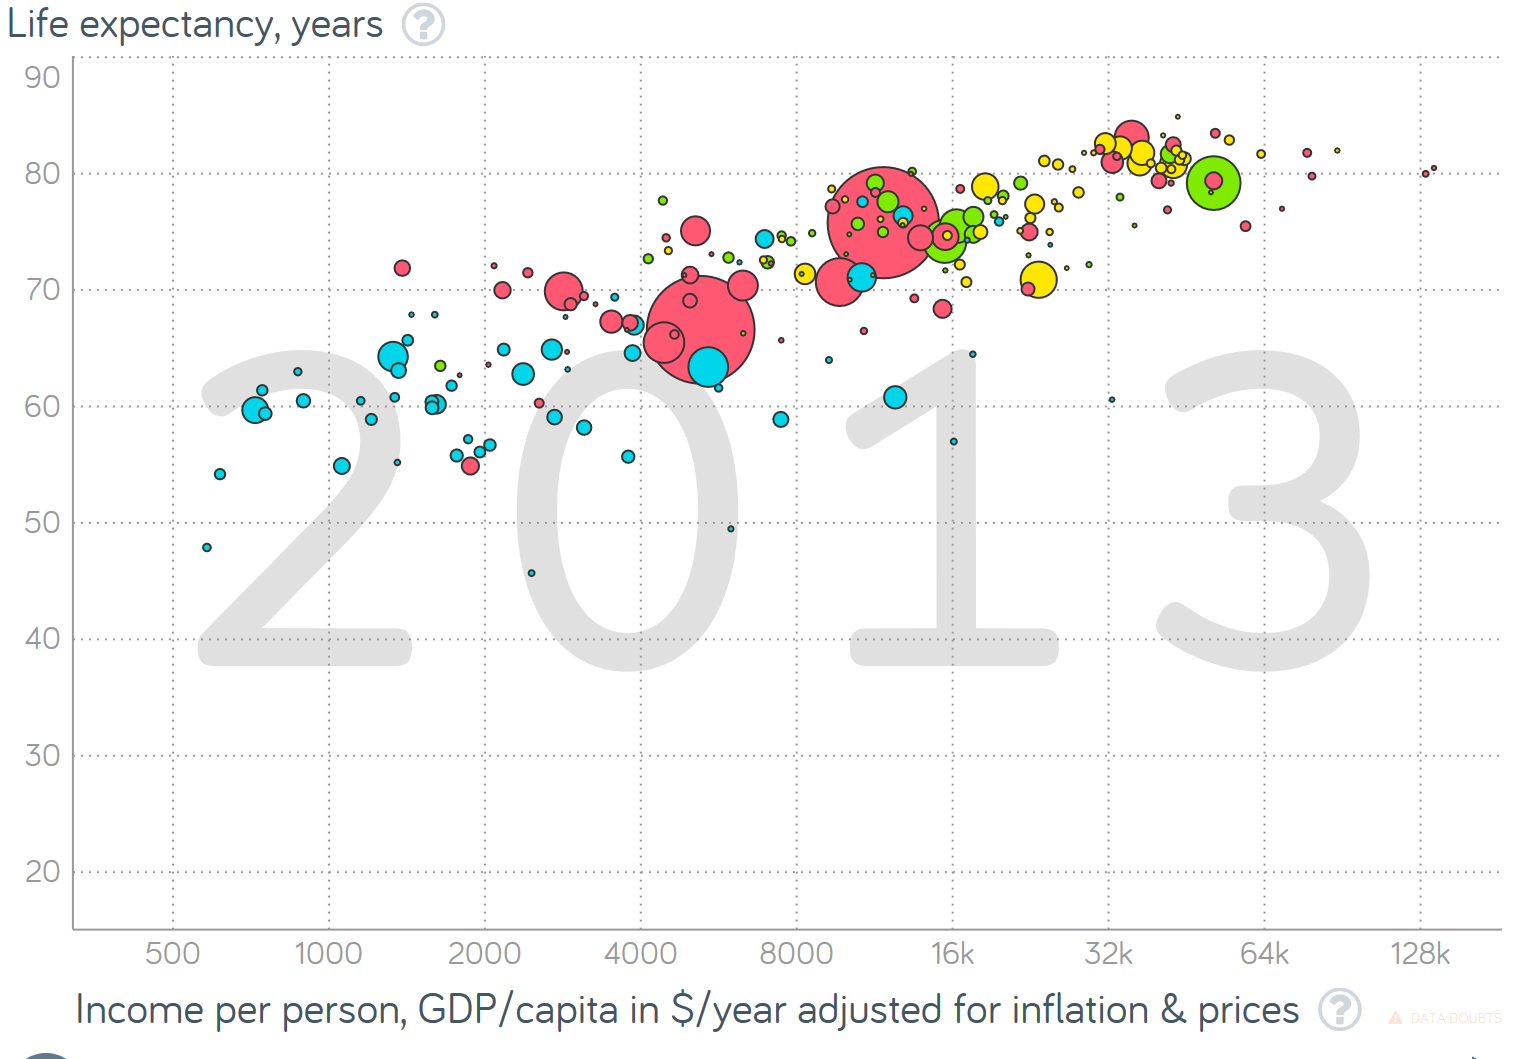 Life expectancy, years ?
90
80
70
60
50
40
30
20
2013
500 1000 2000 4000 8000 16k 32k 64k 128k
Income per person, GDP/capita in $/year adjusted for inflation & prices ?
DATA DOUBTS